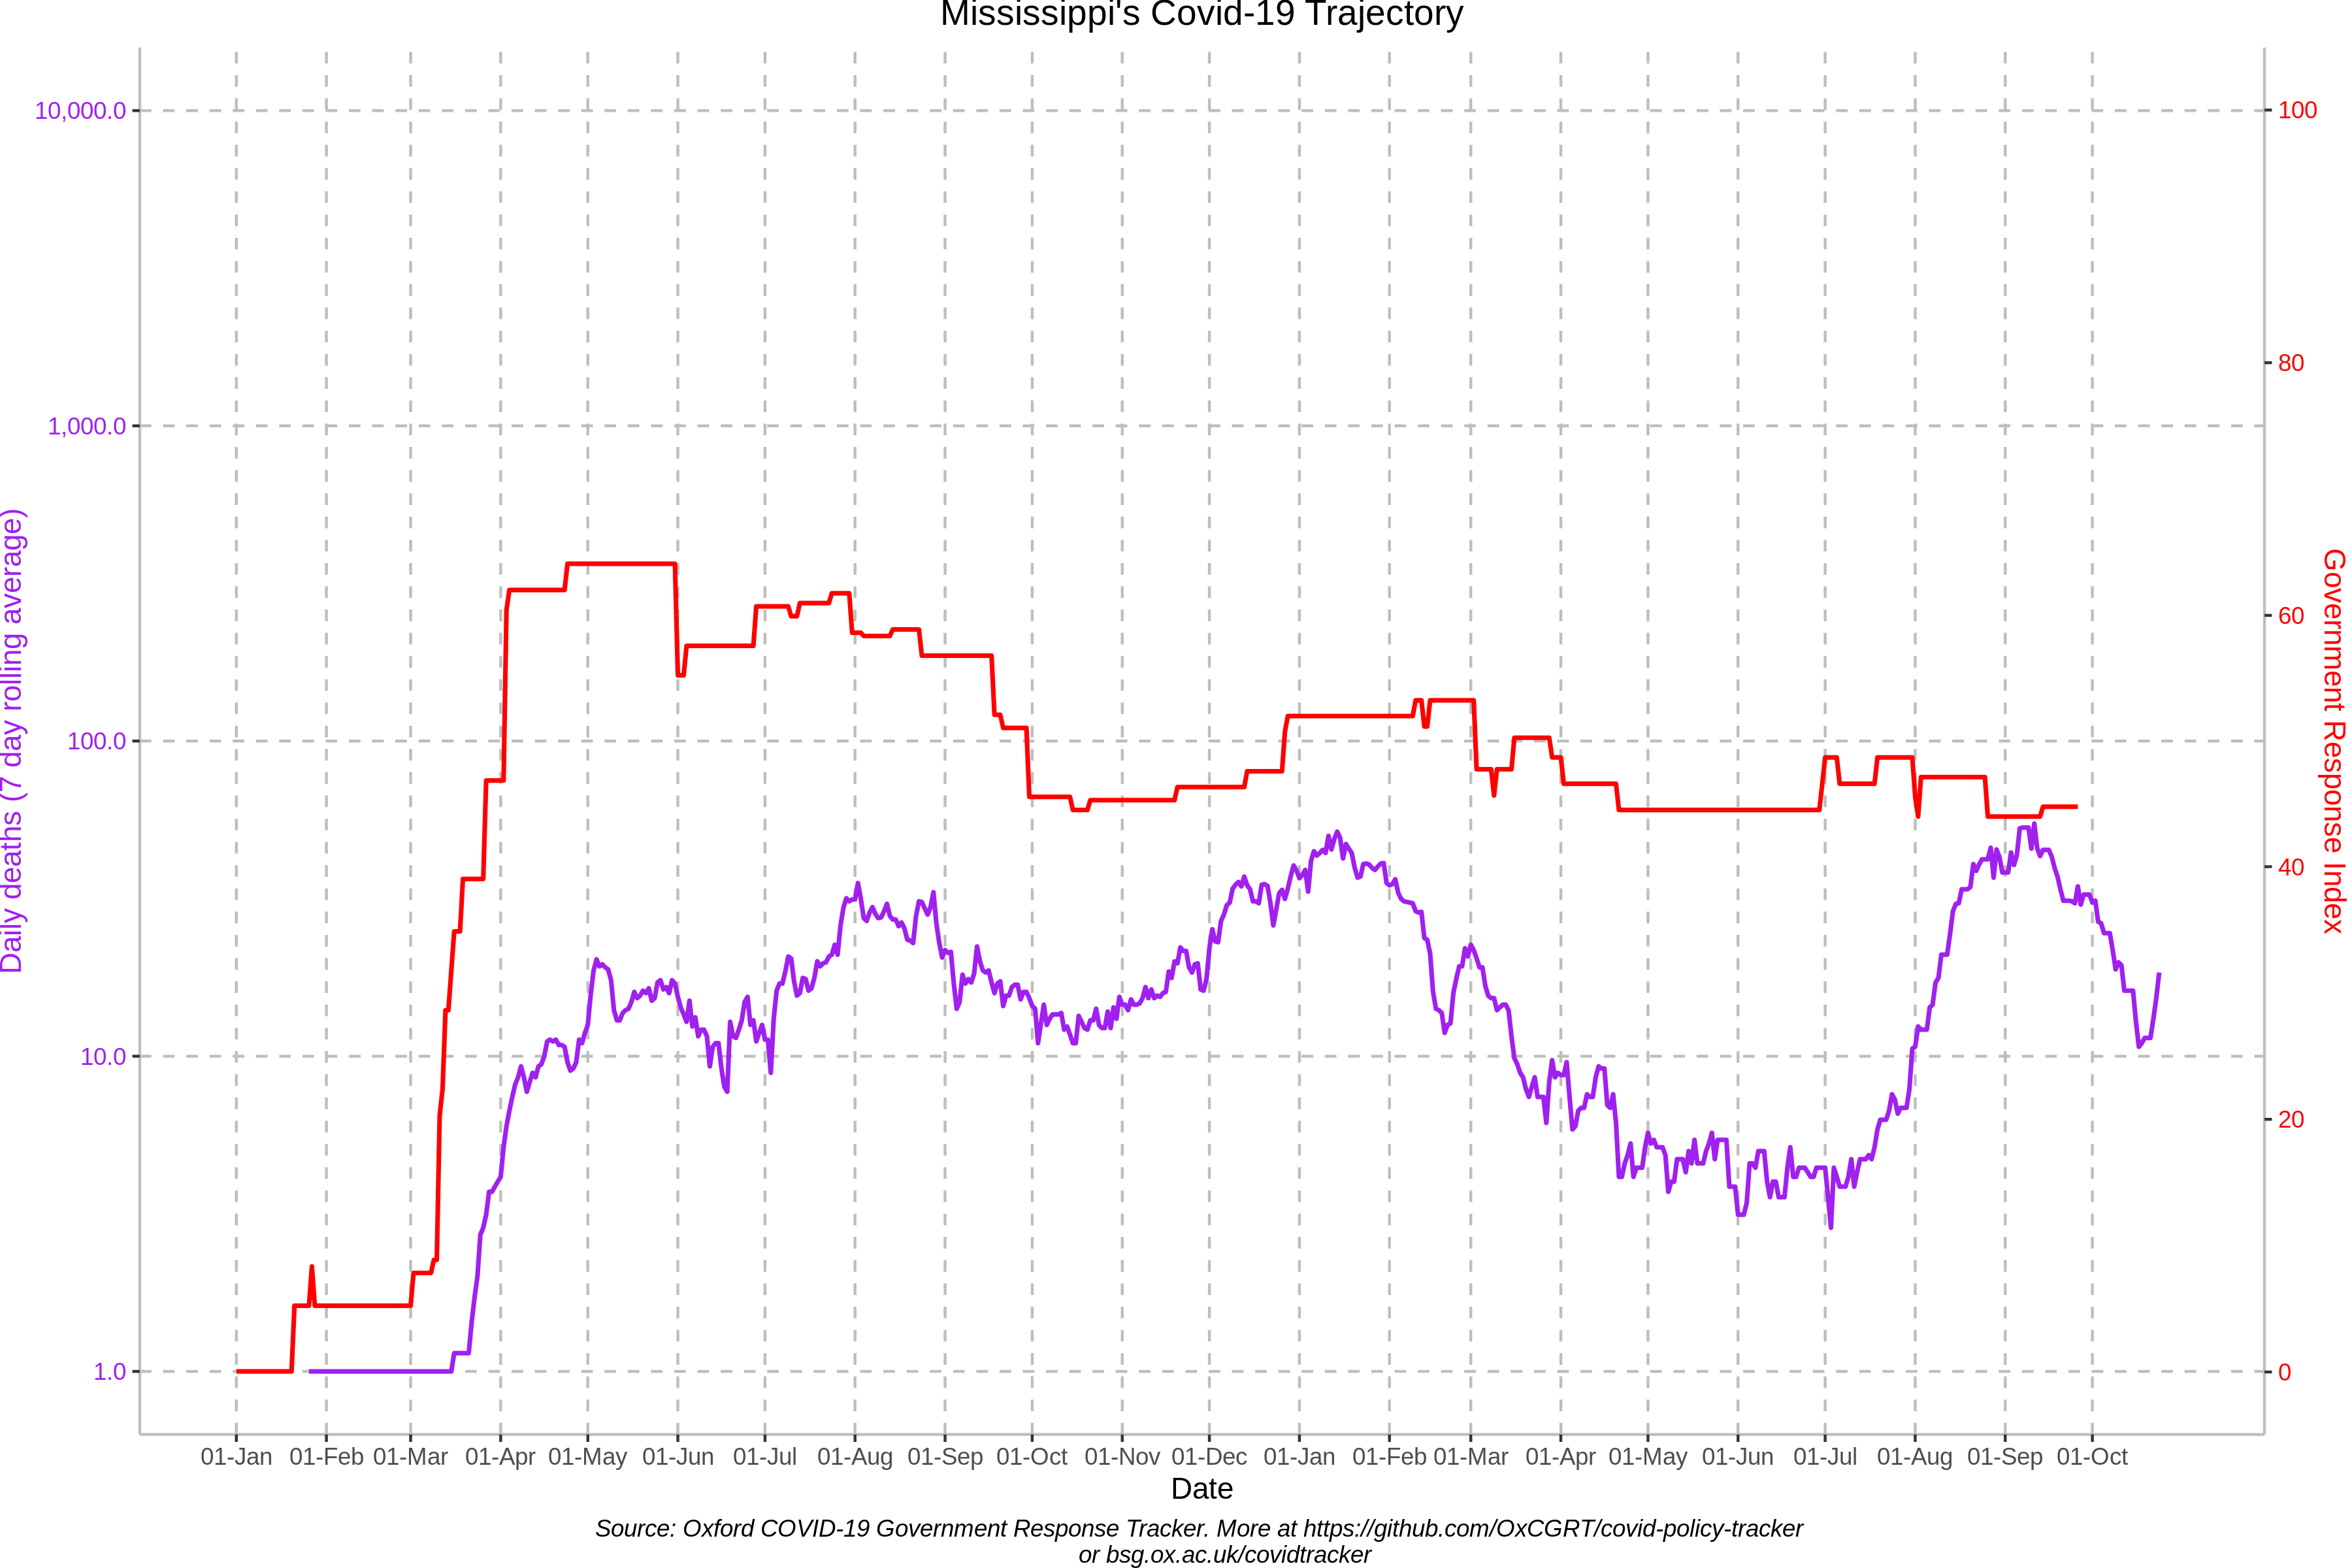 Mississippi's Covid-19 Trajectory
10,000.0
1,000.0
100.0
10.0
1.0
Daily deaths (7 day rolling average)
100
80
60
40
20
0
Government Response Index
01-Jan 01-Feb 01-Mar 01-Apr 01-May 01-Jun 01-Jul 01-Aug 01-Sep 01-Oct 01-Nov 01-Dec 01-Jan 01-Feb 01-Mar 01-Apr 01-May 01-Jun 01-Jul 01-Aug 01-Sep 01-Oct
Date
Source: Oxford COVID-19 Government Response Tracker. More at https://github.com/OxCGRT/covid-policy-tracker
or bsg.ox.ac.uk/covidtracker